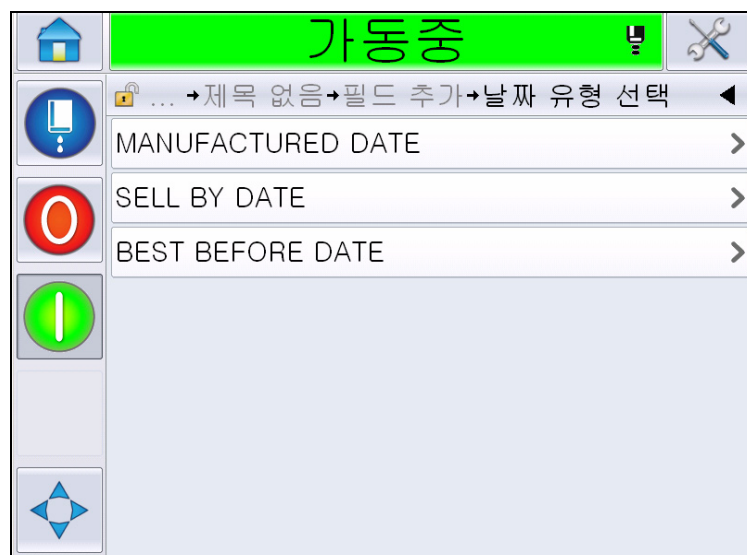 가동중
... →제목 없음→필드 추가→날짜 유형 선택
MANUFACTURED DATE
SELL BY DATE
BEST BEFORE DATE